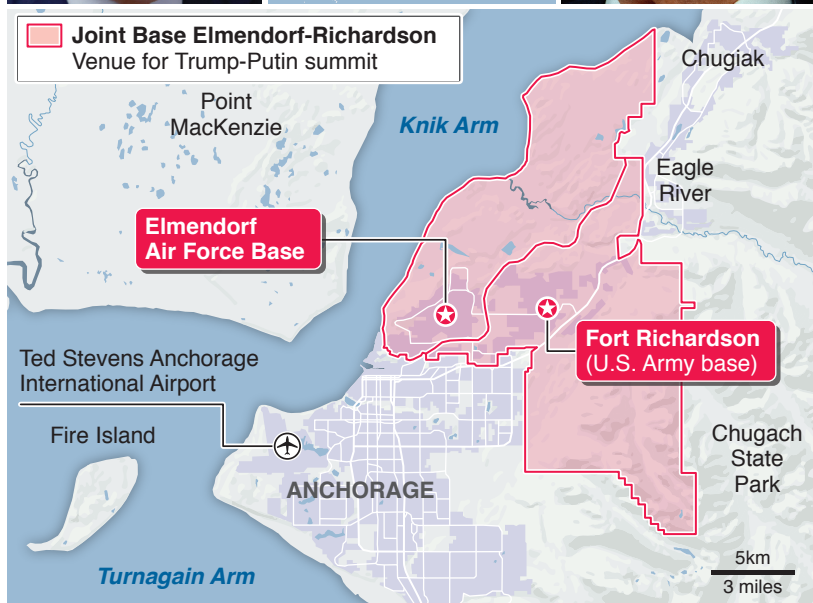 Joint Base Elmendorf-Richardson
Venue for Trump-Putin summit
Chugiak
Point
MacKenzie
Knik Arm
Eagle
River
Elmendorf
Air Force Base
Fort Richardson
(U.S. Army base)
Ted Stevens Anchorage
International Airport
Fire Island
Chugach
State
Park
ANCHORAGE
Turnagain Arm
5km
3 miles